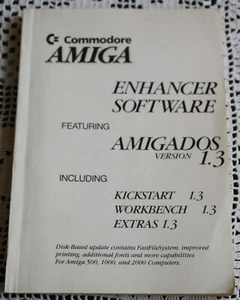 Commodore
AMIGA
ENHANCER
SOFTWARE
FEATURING
AMIGADOS
VERSION 1.3
INCLUDING
KICKSTART 1.3
WORKBENCH 1.3
EXTRAS 1.3
Disk-Based update contains FastFileSystem, improved
printing, additional fonts and more capabilities
For Amiga 500, 1000, and 2000 Computers.